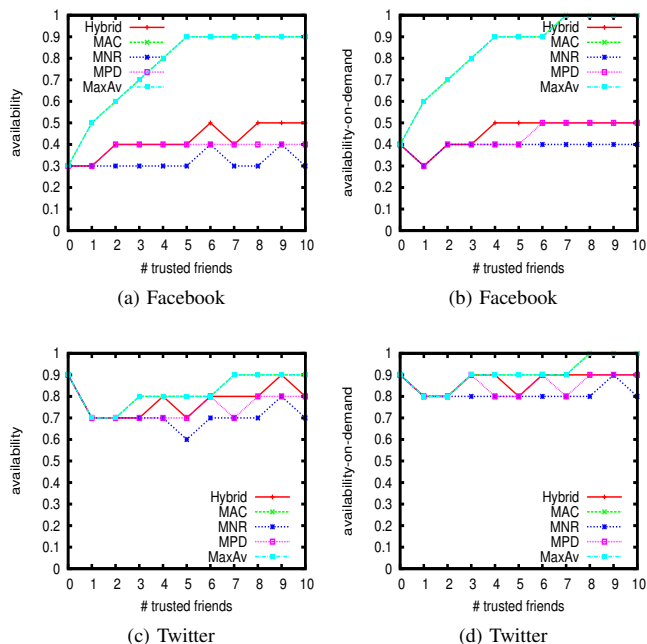 1
0.9
0.8
0.7
0.6
0.5
0.4
0.3
0.2
0.1
0
availability
Hybrid
MAC
MNR
MPD
MaxAv
0 1 2 3 4 5 6 7 8 9 10
# trusted friends
(a) Facebook
1
0.9
0.8
0.7
0.6
0.5
0.4
0.3
0.2
0.1
0
availability-on-demand
Hybrid
MAC
MNR
MPD
MaxAv
0 1 2 3 4 5 6 7 8 9 10
# trusted friends
(b) Facebook
1
0.9
0.8
0.7
0.6
0.5
0.4
0.3
0.2
0.1
0
availability
Hybrid
MAC
MNR
MPD
MaxAv
0 1 2 3 4 5 6 7 8 9 10
# trusted friends
(c) Twitter
1
0.9
0.8
0.7
0.6
0.5
0.4
0.3
0.2
0.1
0
availability-on-demand
Hybrid
MAC
MNR
MPD
MaxAv
0 1 2 3 4 5 6 7 8 9 10
# trusted friends
(d) Twitter